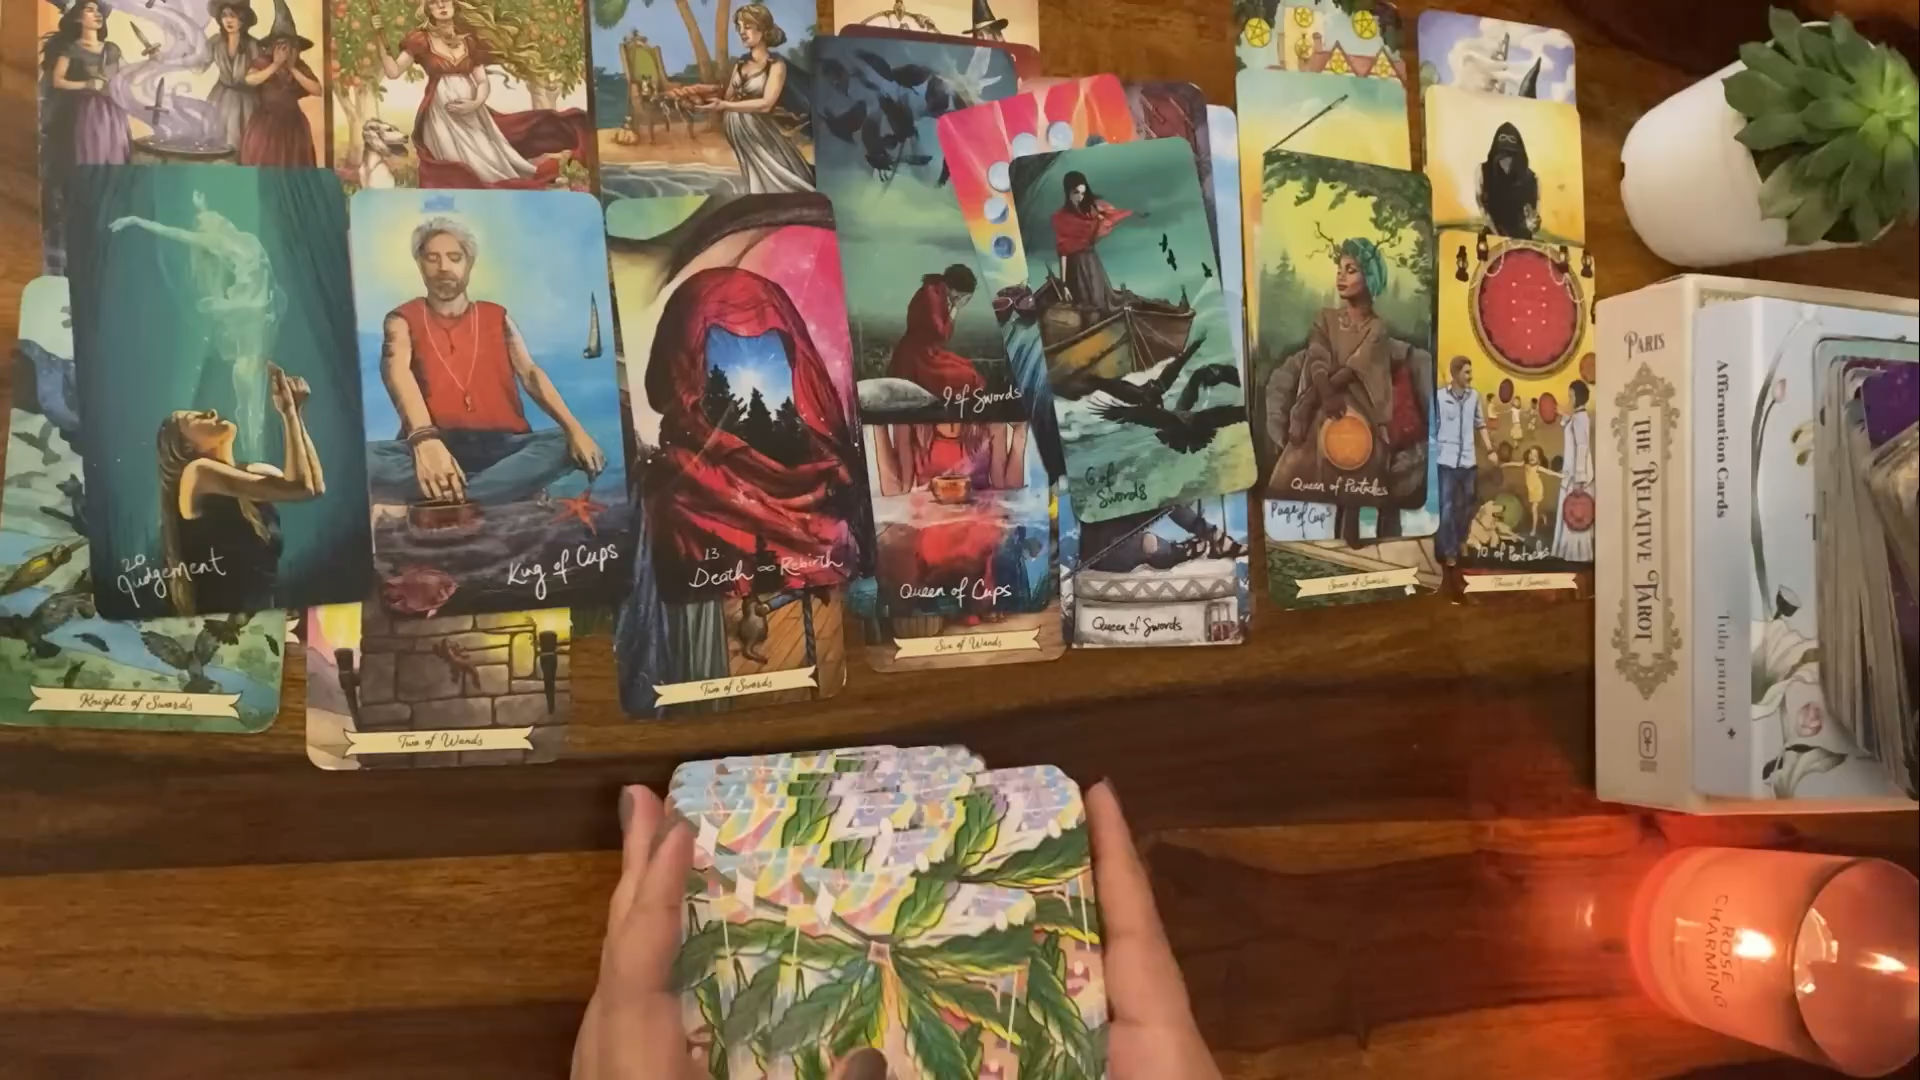 20
Judgement
King of Cups
13
Death ∞ Rebirth
9 of Swords
Queen of Cups
6 of
Swords
Queen of Swords
Queen of Pentacles
Page of Cups
10 of Pentacles
Knight of Swords
Two of Wands
Two of Swords
Six of Wands
Seven of Swords
Three of Swords
PARIS
THE RELATIVE TAROT
Affirmation Cards
ROSE
CHARMING